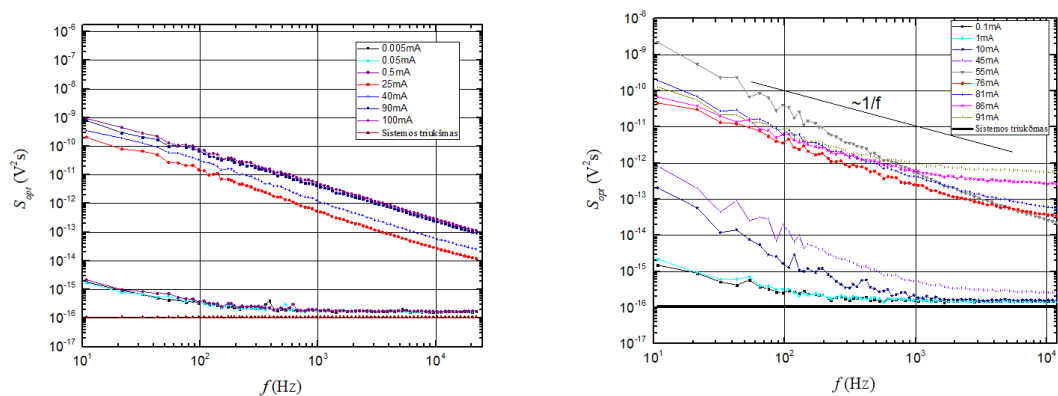 10⁻⁶
10⁻⁷
10⁻⁸
10⁻⁹
10⁻¹⁰
10⁻¹¹
10⁻¹²
10⁻¹³
10⁻¹⁴
10⁻¹⁵
10⁻¹⁶
10⁻¹⁷
S_opt (V²s)
0.005mA
0.05mA
0.5mA
25mA
40mA
90mA
100mA
Sistemos triukšmas
10¹ 10² 10³ 10⁴
f (Hz)
10⁻⁸
10⁻⁹
10⁻¹⁰
10⁻¹¹
10⁻¹²
10⁻¹³
10⁻¹⁴
10⁻¹⁵
10⁻¹⁶
10⁻¹⁷
S_opt (V²s)
0.1mA
1mA
10mA
45mA
55mA
76mA
81mA
86mA
91mA
Sistemos triukðmas
~1/f
10¹ 10² 10³ 10⁴
f (Hz)